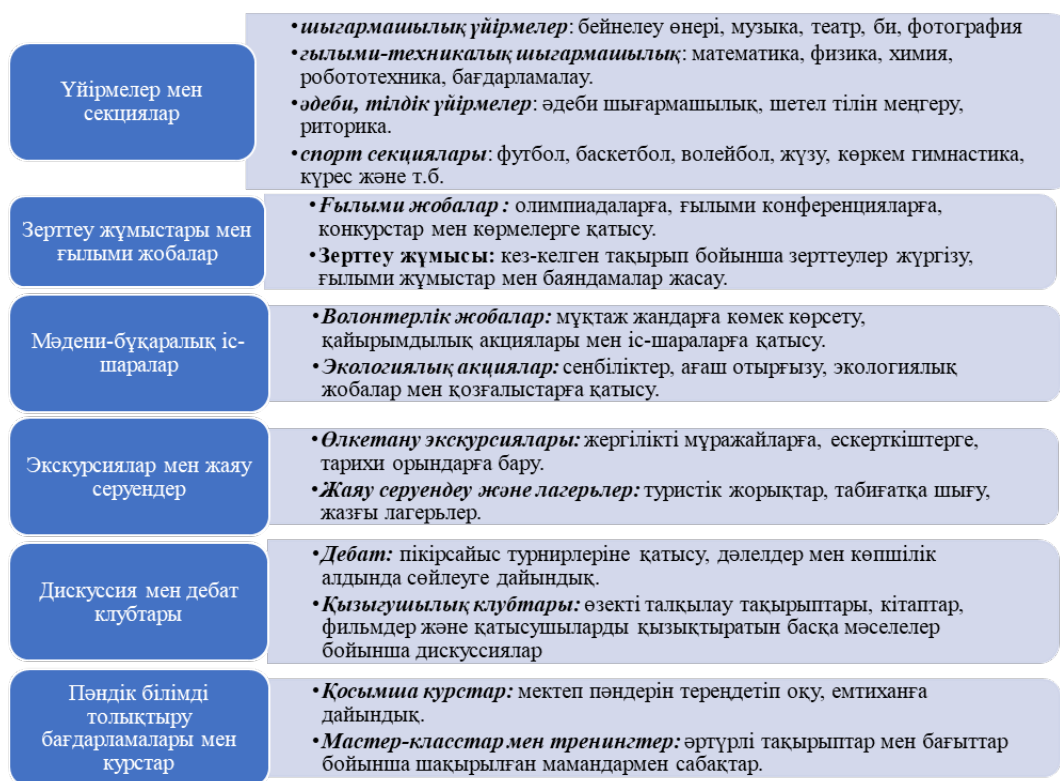 Үйірмелер мен
секциялар
•шығармашылық үйірмелер: бейнелеу өнері, музыка, театр, би, фотография
•ғылыми-техникалық шығармашылық: математика, физика, химия,
робототехника, бағдарламалау.
•әдеби, тілдік үйірмелер: әдеби шығармашылық, шетел тілін меңгеру,
риторика.
•спорт секциялары: футбол, баскетбол, волейбол, жүзу, көркем гимнастика,
күрес және т.б.
Зерттеу жұмыстары мен
ғылыми жобалар
•Ғылыми жобалар : олимпиадаларға, ғылыми конференцияларға,
конкурстар мен көрмелерге қатысу.
•Зерттеу жұмысы: кез-келген тақырып бойынша зерттеулер жүргізу,
ғылыми жұмыстар мен баяндамалар жасау.
Мәдени-бұқаралық іс-
шаралар
•Волонтерлік жобалар: мұқтаж жандарға көмек көрсету,
қайырымдылық акциялары мен іс-шараларға қатысу.
•Экологиялық акциялар: сенбіліктер, ағаш отырғызу, экологиялық
жобалар мен қозғалыстарға қатысу.
Экскурсиялар мен жаяу
серуендер
•Өлкетану экскурсиялары: жергілікті мұражайларға, ескерткіштерге,
тарихи орындарға бару.
•Жаяу серуендеу және лагерьлер: туристік жорықтар, табиғатқа шығу,
жазғы лагерьлер.
Дискуссия мен дебат
клубтары
•Дебат: пікірсайыс турнирлеріне қатысу, дәлелдер мен көпшілік
алдында сөйлеуге дайындық.
•Қызығушылық клубтары: өзекті талқылау тақырыптары, кітаптар,
фильмдер және қатысушыларды қызықтыратын басқа мәселелер
бойынша дискуссиялар
Пәндік білімді
толықтыру
бағдарламалары мен
курстар
•Қосымша курстар: мектеп пәндерін тереңдетіп оқу, емтиханға
дайындық.
•Мастер-класстар мен тренингтер: әртүрлі тақырыптар мен бағыттар
бойынша шақырылған мамандармен сабақтар.